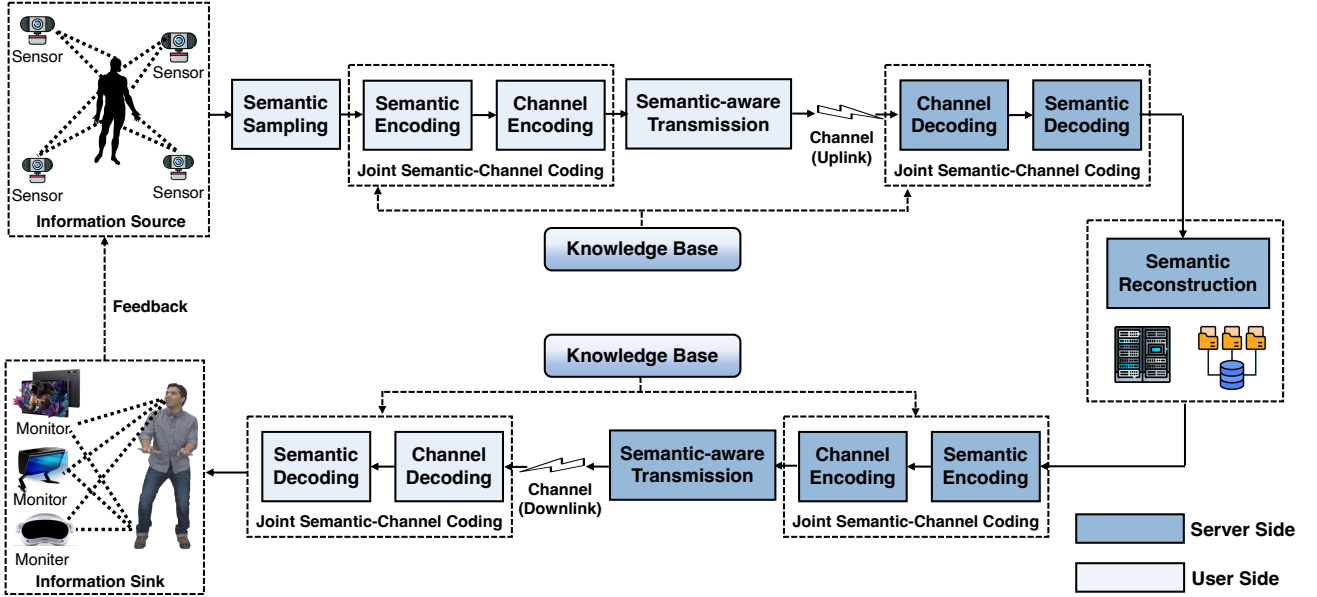 Sensor
Sensor
Sensor
Sensor
Information Source
Semantic
Sampling
Semantic
Encoding
Channel
Encoding
Joint Semantic-Channel Coding
Semantic-aware
Transmission
Channel
(Uplink)
Channel
Decoding
Semantic
Decoding
Joint Semantic-Channel Coding
Knowledge Base
Semantic
Reconstruction
Feedback
Knowledge Base
Monitor
Monitor
Moniter
Information Sink
Semantic
Decoding
Channel
Decoding
Joint Semantic-Channel Coding
Channel
(Downlink)
Semantic-aware
Transmission
Channel
Encoding
Semantic
Encoding
Joint Semantic-Channel Coding
Server Side
User Side